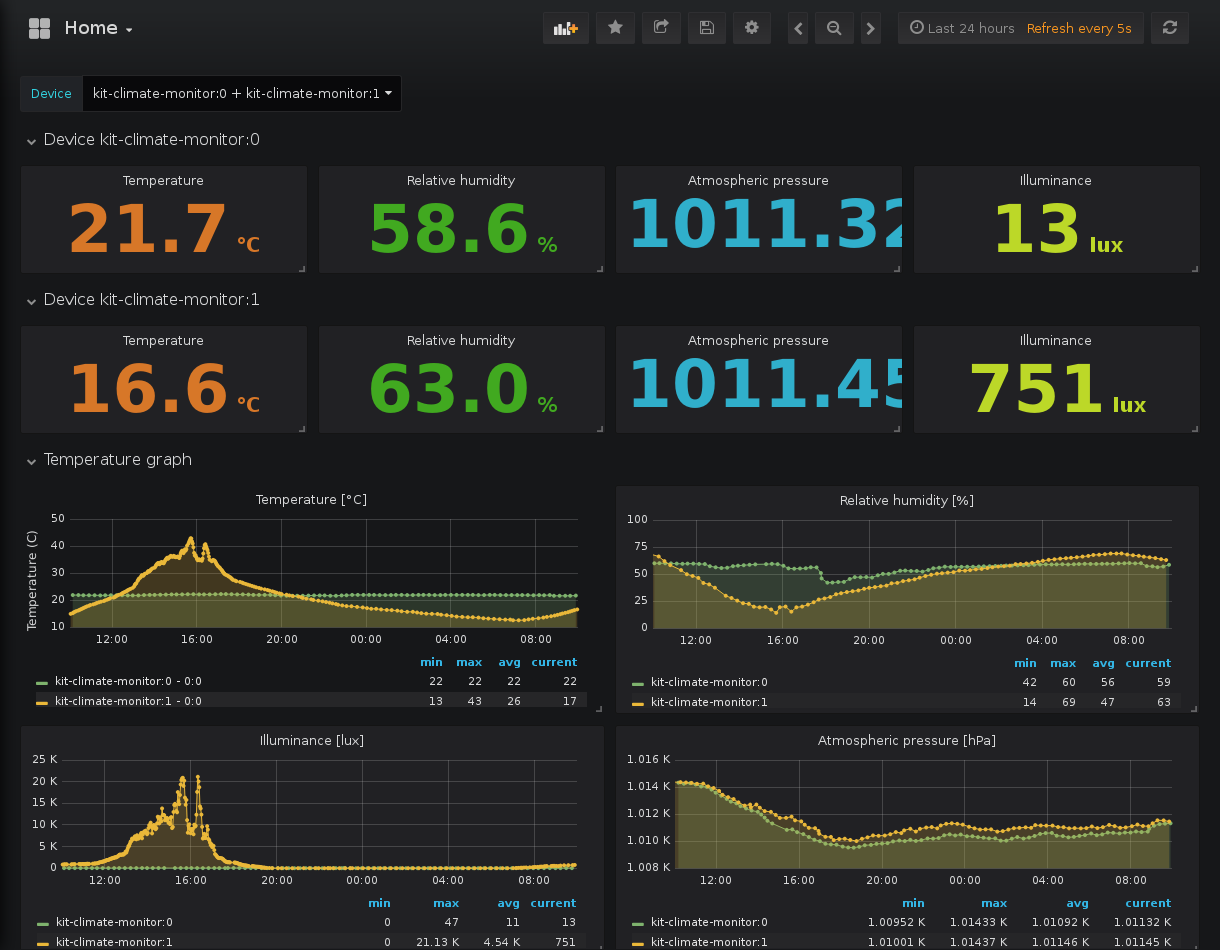 Home
Last 24 hours Refresh every 5s
Device kit-climate-monitor:0 + kit-climate-monitor:1
Device kit-climate-monitor:0
Temperature Relative humidity Atmospheric pressure Illuminance
21.7 °C 58.6 % 1011.32 13 lux
Device kit-climate-monitor:1
Temperature Relative humidity Atmospheric pressure Illuminance
16.6 °C 63.0 % 1011.45 751 lux
Temperature graph
Temperature [°C]
Temperature (C)
50
40
30
20
10
12:00 16:00 20:00 00:00 04:00 08:00
min max avg current
kit-climate-monitor:0 - 0:0 22 22 22 22
kit-climate-monitor:1 - 0:0 13 43 26 17
Relative humidity [%]
100
75
50
25
0
12:00 16:00 20:00 00:00 04:00 08:00
min max avg current
kit-climate-monitor:0 42 60 56 59
kit-climate-monitor:1 14 69 47 63
Illuminance [lux]
25 K
20 K
15 K
10 K
5 K
0
12:00 16:00 20:00 00:00 04:00 08:00
min max avg current
kit-climate-monitor:0 0 47 11 13
kit-climate-monitor:1 0 21.13 K 4.54 K 751
Atmospheric pressure [hPa]
1.016 K
1.014 K
1.012 K
1.010 K
1.008 K
12:00 16:00 20:00 00:00 04:00 08:00
min max avg current
kit-climate-monitor:0 1.00952 K 1.01433 K 1.01092 K 1.01132 K
kit-climate-monitor:1 1.01001 K 1.01437 K 1.01146 K 1.01145 K